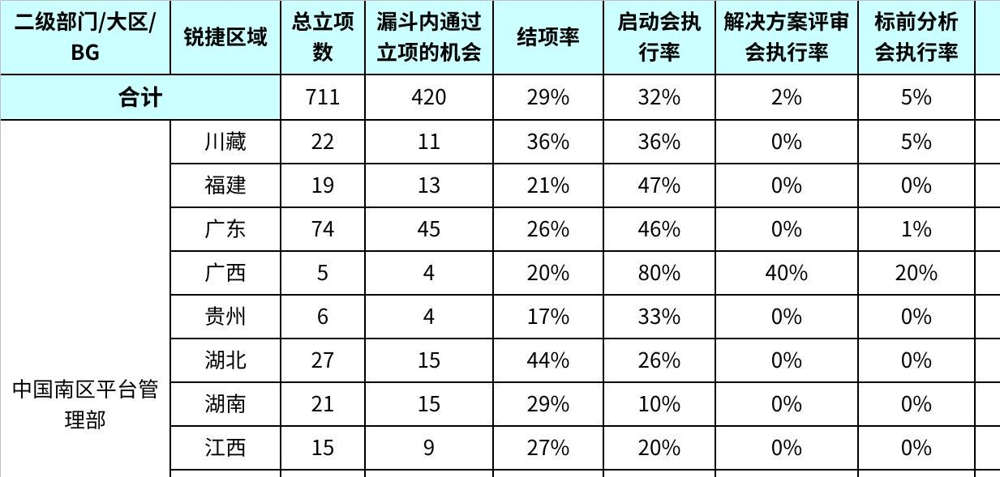 二级部门/大区/BG 锐捷区域 总立项数 漏斗内通过立项的机会 结项率 启动会执行率 解决方案评审会执行率 标前分析会执行率
合计 711 420 29% 32% 2% 5%
中国南区平台管理部
川藏 22 11 36% 36% 0% 5%
福建 19 13 21% 47% 0% 0%
广东 74 45 26% 46% 0% 1%
广西 5 4 20% 80% 40% 20%
贵州 6 4 17% 33% 0% 0%
湖北 27 15 44% 26% 0% 0%
湖南 21 15 29% 10% 0% 0%
江西 15 9 27% 20% 0% 0%